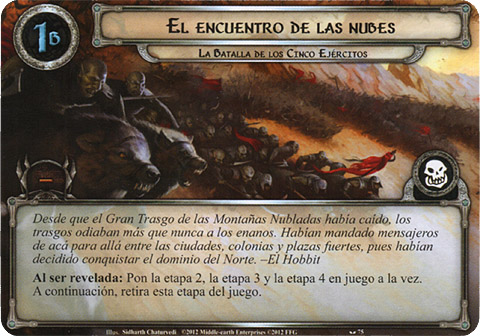 1B
EL ENCUENTRO DE LAS NUBES
LA BATALLA DE LOS CINCO EJÉRCITOS
–
Desde que el Gran Trasgo de las Montañas Nubladas había caído, los
trasgos odiaban más que nunca a los enanos. Habían mandado mensajeros
de acá para allá entre las ciudades, colonias y plazas fuertes, pues habían
decidido conquistar el dominio del Norte. –El Hobbit
Al ser revelada: Pon la etapa 2, la etapa 3 y la etapa 4 en juego a la vez.
A continuación, retira esta etapa del juego.
Illus. Sidharth Chaturvedi ©2012 Middle-earth Enterprises ©2012 FFG 75